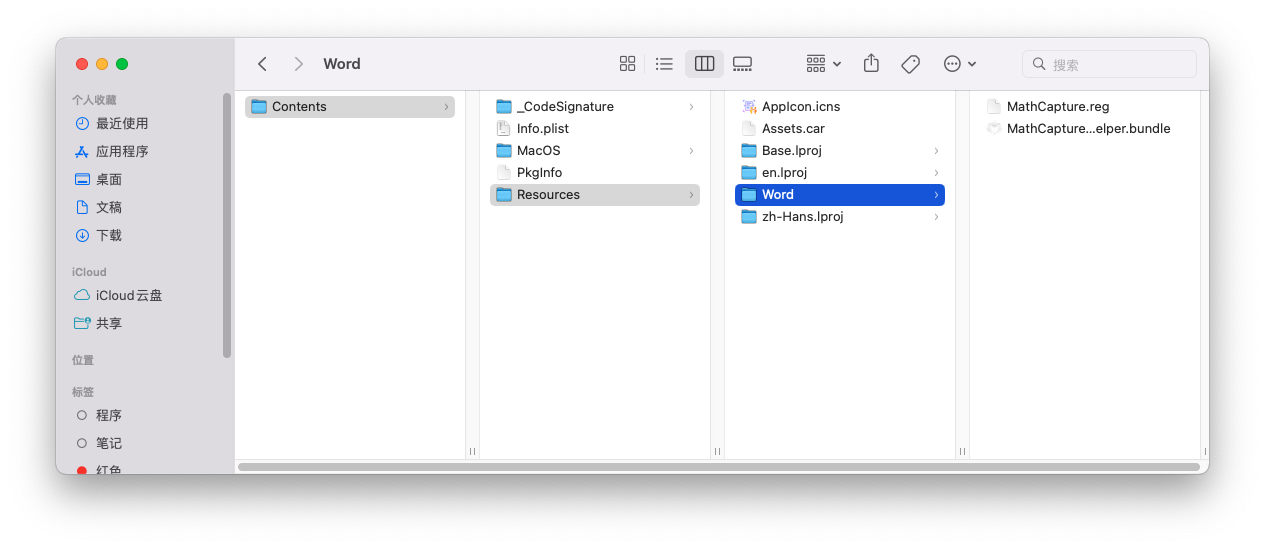 Word
搜索
个人收藏
最近使用
应用程序
桌面
文稿
下载
iCloud
iCloud云盘
共享
位置
标签
程序
笔记
红色
Contents
_CodeSignature
Info.plist
MacOS
PkgInfo
Resources
AppIcon.icns
Assets.car
Base.lproj
en.lproj
Word
zh-Hans.lproj
MathCapture.reg
MathCapture...elper.bundle